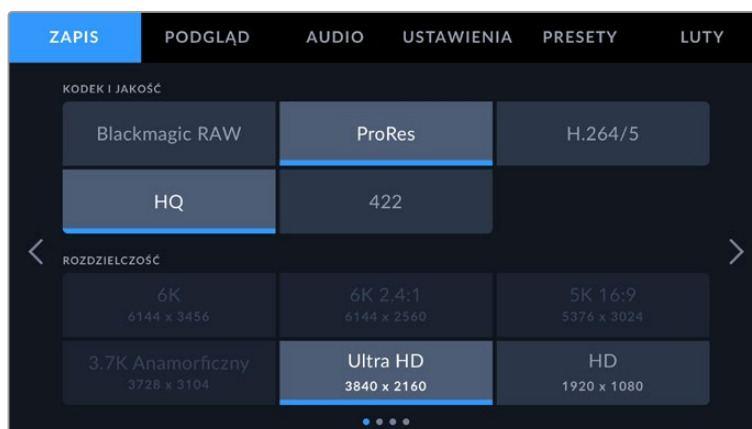 ZAPIS PODGLĄD AUDIO USTAWIENIA PRESETY LUTY
KODEK I JAKOŚĆ
Blackmagic RAW ProRes H.264/5
HQ 422
ROZDZIELCZOŚĆ
6K 6K 2.4:1 5K 16:9
6144 x 3456 6144 x 2560 5376 x 3024
3.7K Anamorficzny Ultra HD HD
3728 x 3104 3840 x 2160 1920 x 1080